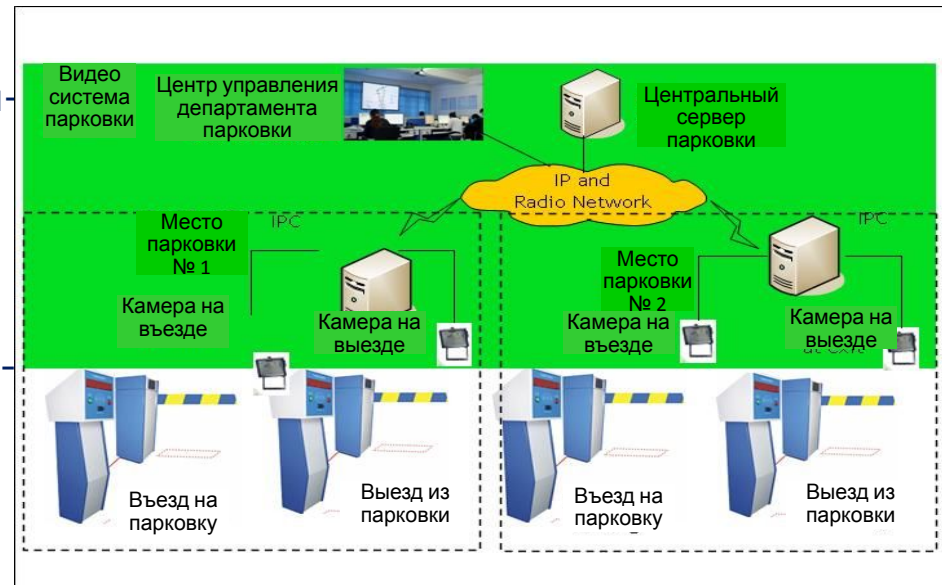 Видео
система
парковки
Центр управления
департамента
парковки
Центральный
сервер
парковки
IP and
Radio Network
Место
парковки
№ 1
IPC
Камера на
въезде
Камера на
выезде
IPC
Место
парковки
№ 2
Камера на
въезде
Камера на
выезде
Въезд на
парковку
Выезд из
парковки
Въезд на
парковку
Выезд из
парковки